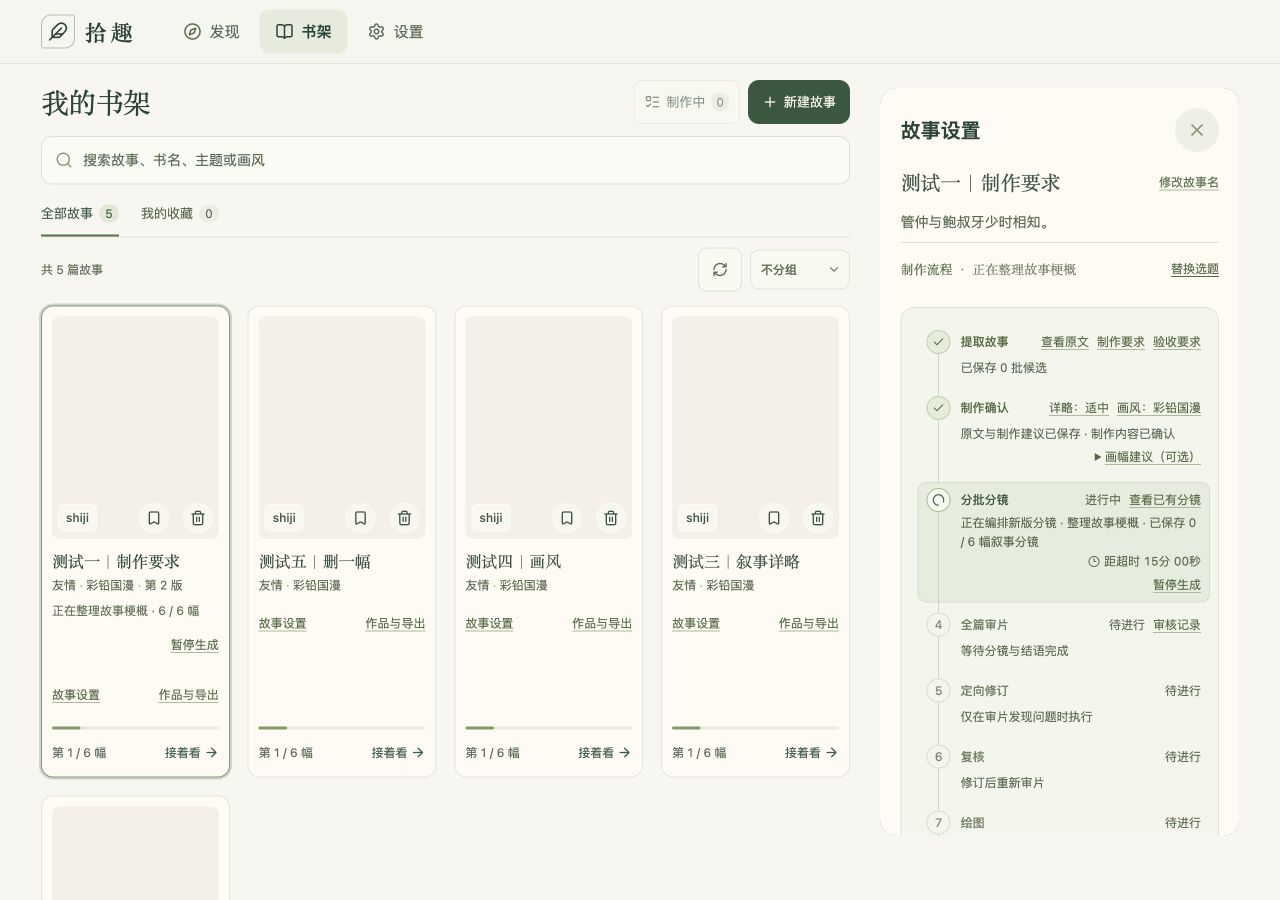 拾趣
发现
书架
设置
我的书架
制作中 0
新建故事
搜索故事、书名、主题或画风
全部故事 5
我的收藏 0
共 5 篇故事
不分组
shiji
测试一｜制作要求
友情 · 彩铅国漫 · 第 2 版
正在整理故事梗概 · 6 / 6 幅
暂停生成
故事设置 作品与导出
第 1 / 6 幅 接着看
shiji
测试五｜删一幅
友情 · 彩铅国漫
故事设置 作品与导出
第 1 / 6 幅 接着看
shiji
测试四｜画风
友情 · 彩铅国漫
故事设置 作品与导出
第 1 / 6 幅 接着看
shiji
测试三｜叙事详略
友情 · 彩铅国漫
故事设置 作品与导出
第 1 / 6 幅 接着看
故事设置
测试一｜制作要求 修改故事名
管仲与鲍叔牙少时相知。
制作流程 · 正在整理故事梗概 替换选题
提取故事 查看原文 制作要求 验收要求
已保存 0 批候选
制作确认 详略：适中 画风：彩铅国漫
原文与制作建议已保存 · 制作内容已确认
画幅建议（可选）
分批分镜 进行中 查看已有分镜
正在编排新版分镜 · 整理故事梗概 · 已保存 0
/ 6 幅叙事分镜
距超时 15分 00秒
暂停生成
4 全篇审片 待进行 审核记录
等待分镜与结语完成
5 定向修订 待进行
仅在审片发现问题时执行
6 复核 待进行
修订后重新审片
7 绘图 待进行